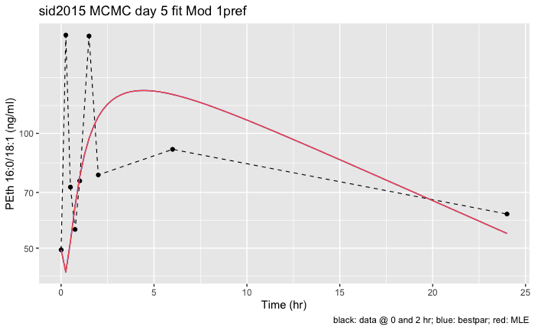 sid2015 MCMC day 5 fit Mod 1pref
PEth 16:0/18:1 (ng/ml)
100
70
50
0
5
10
15
20
25
Time (hr)
black: data @ 0 and 2 hr; blue: bestpar; red: MLE